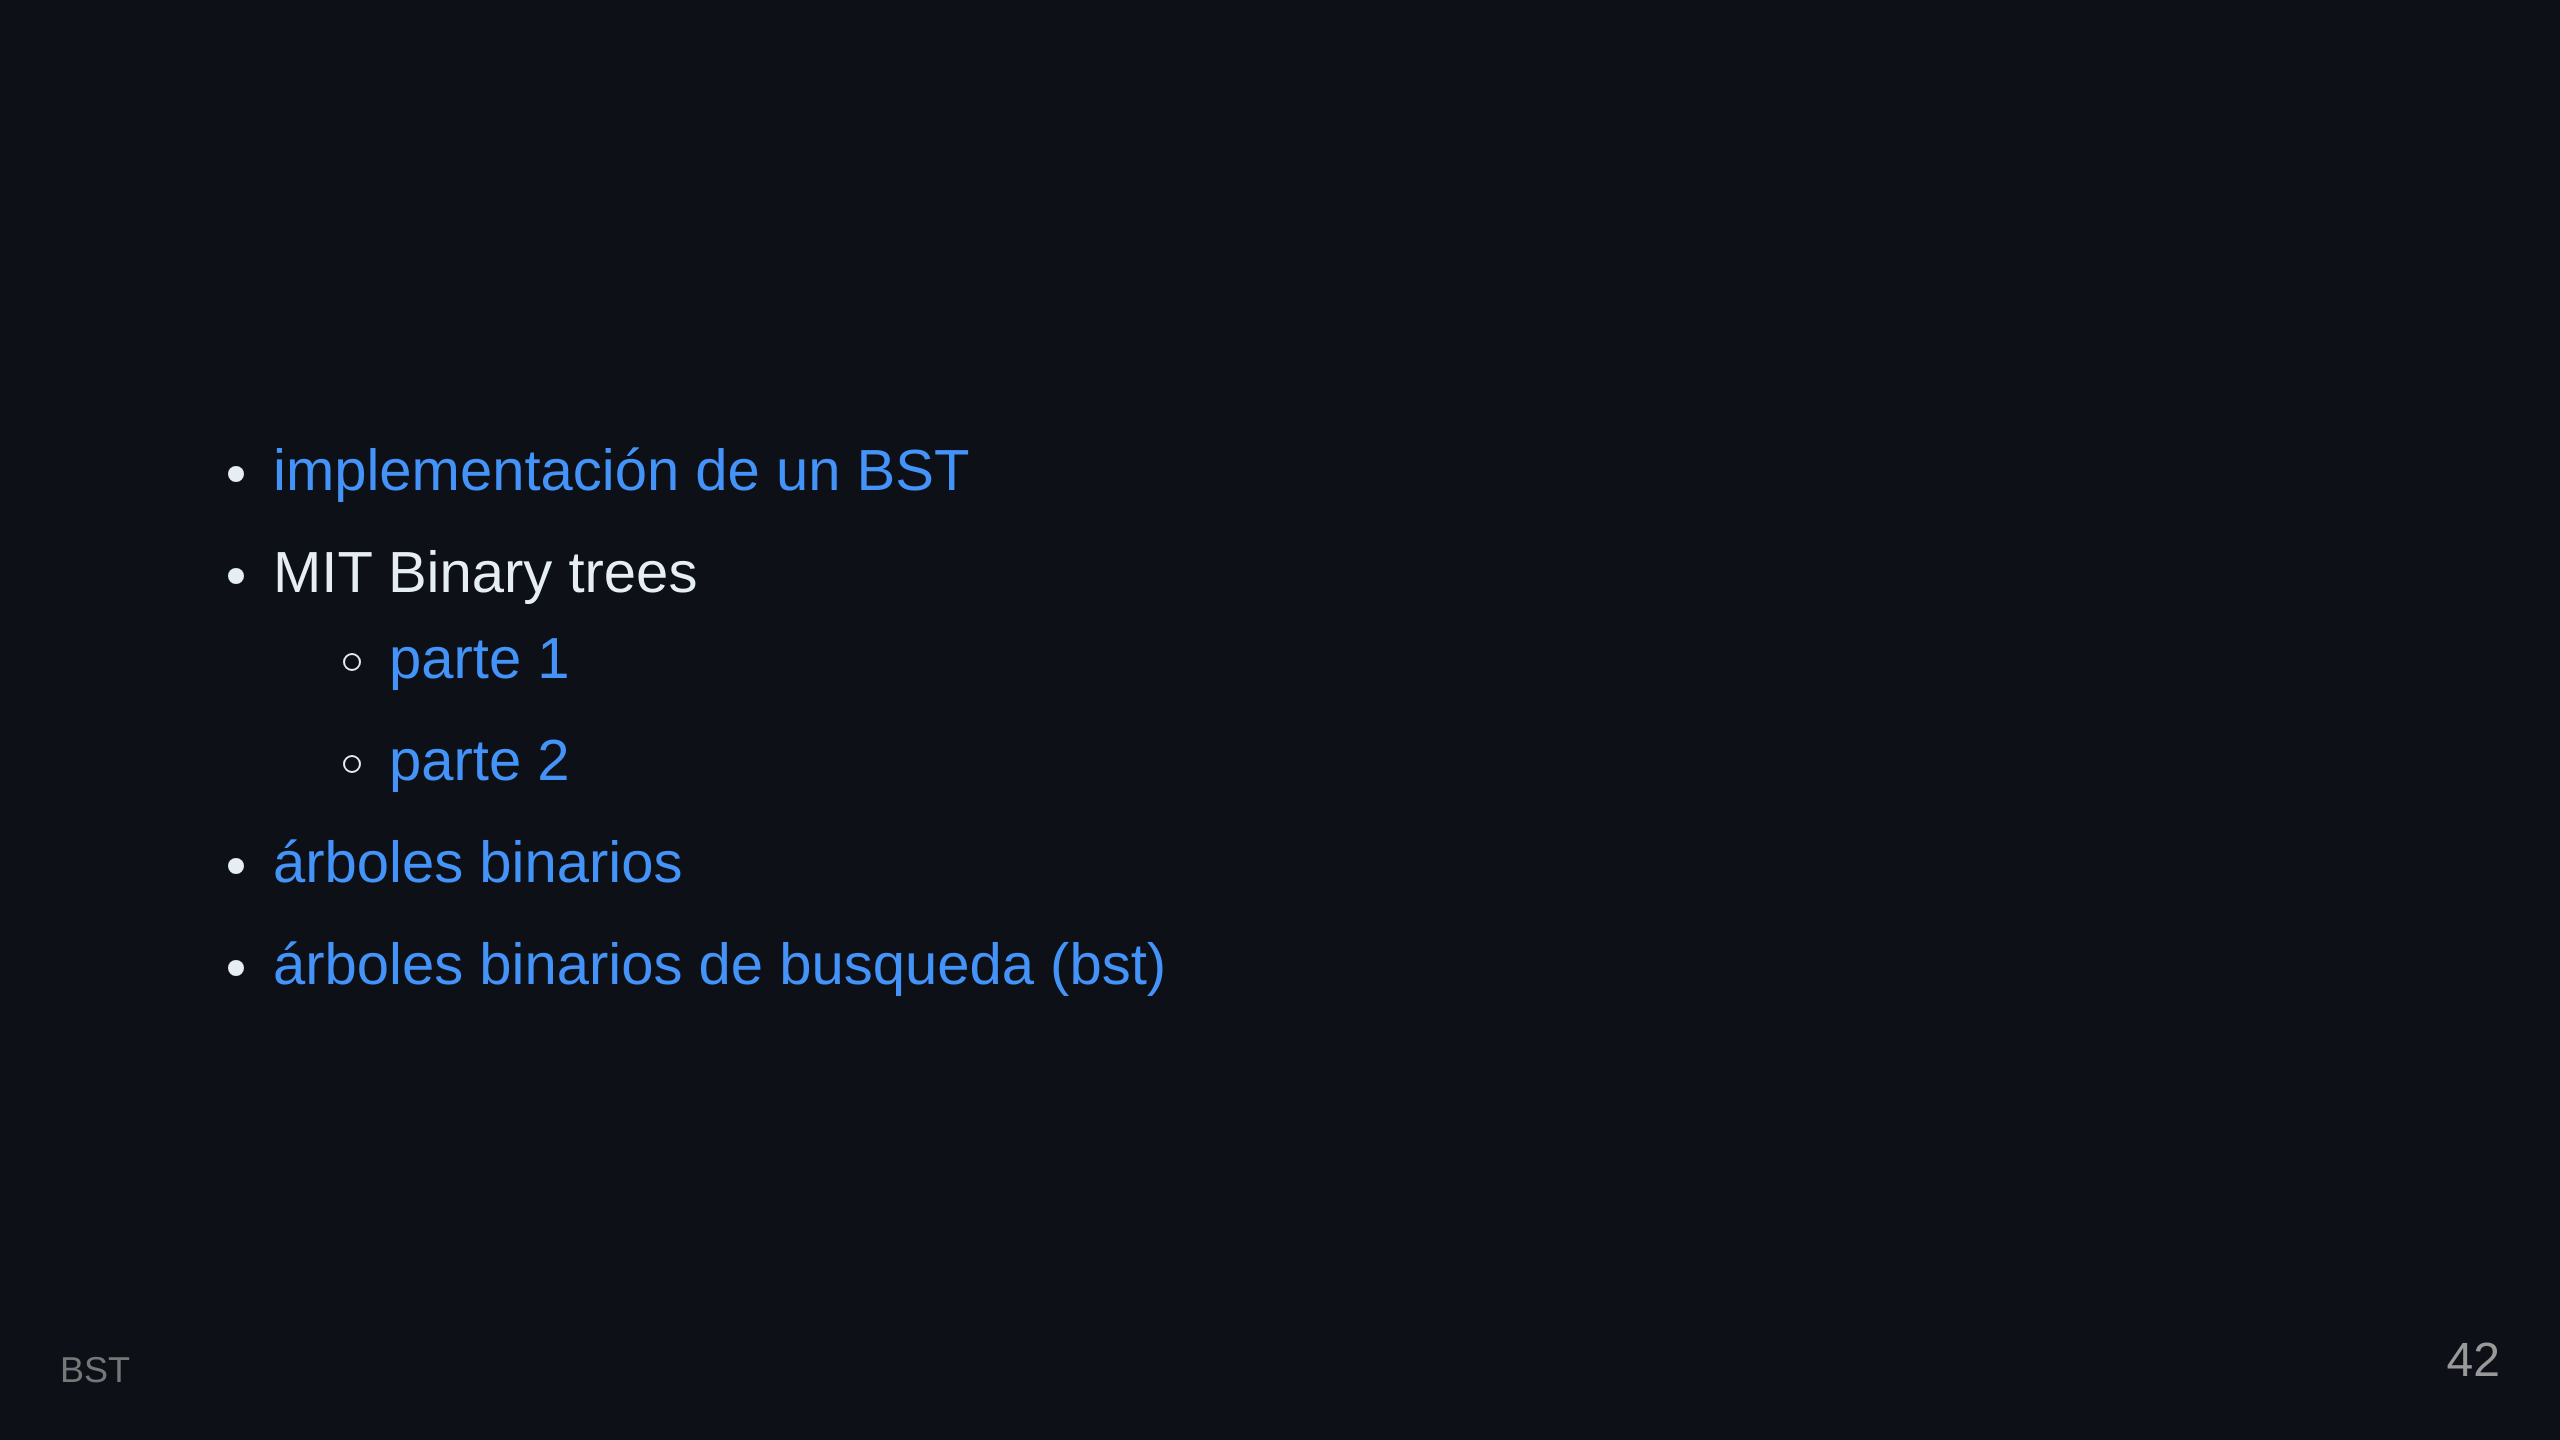 implementación de un BST
MIT Binary trees
parte 1
parte 2
árboles binarios
árboles binarios de busqueda (bst)
BST
42